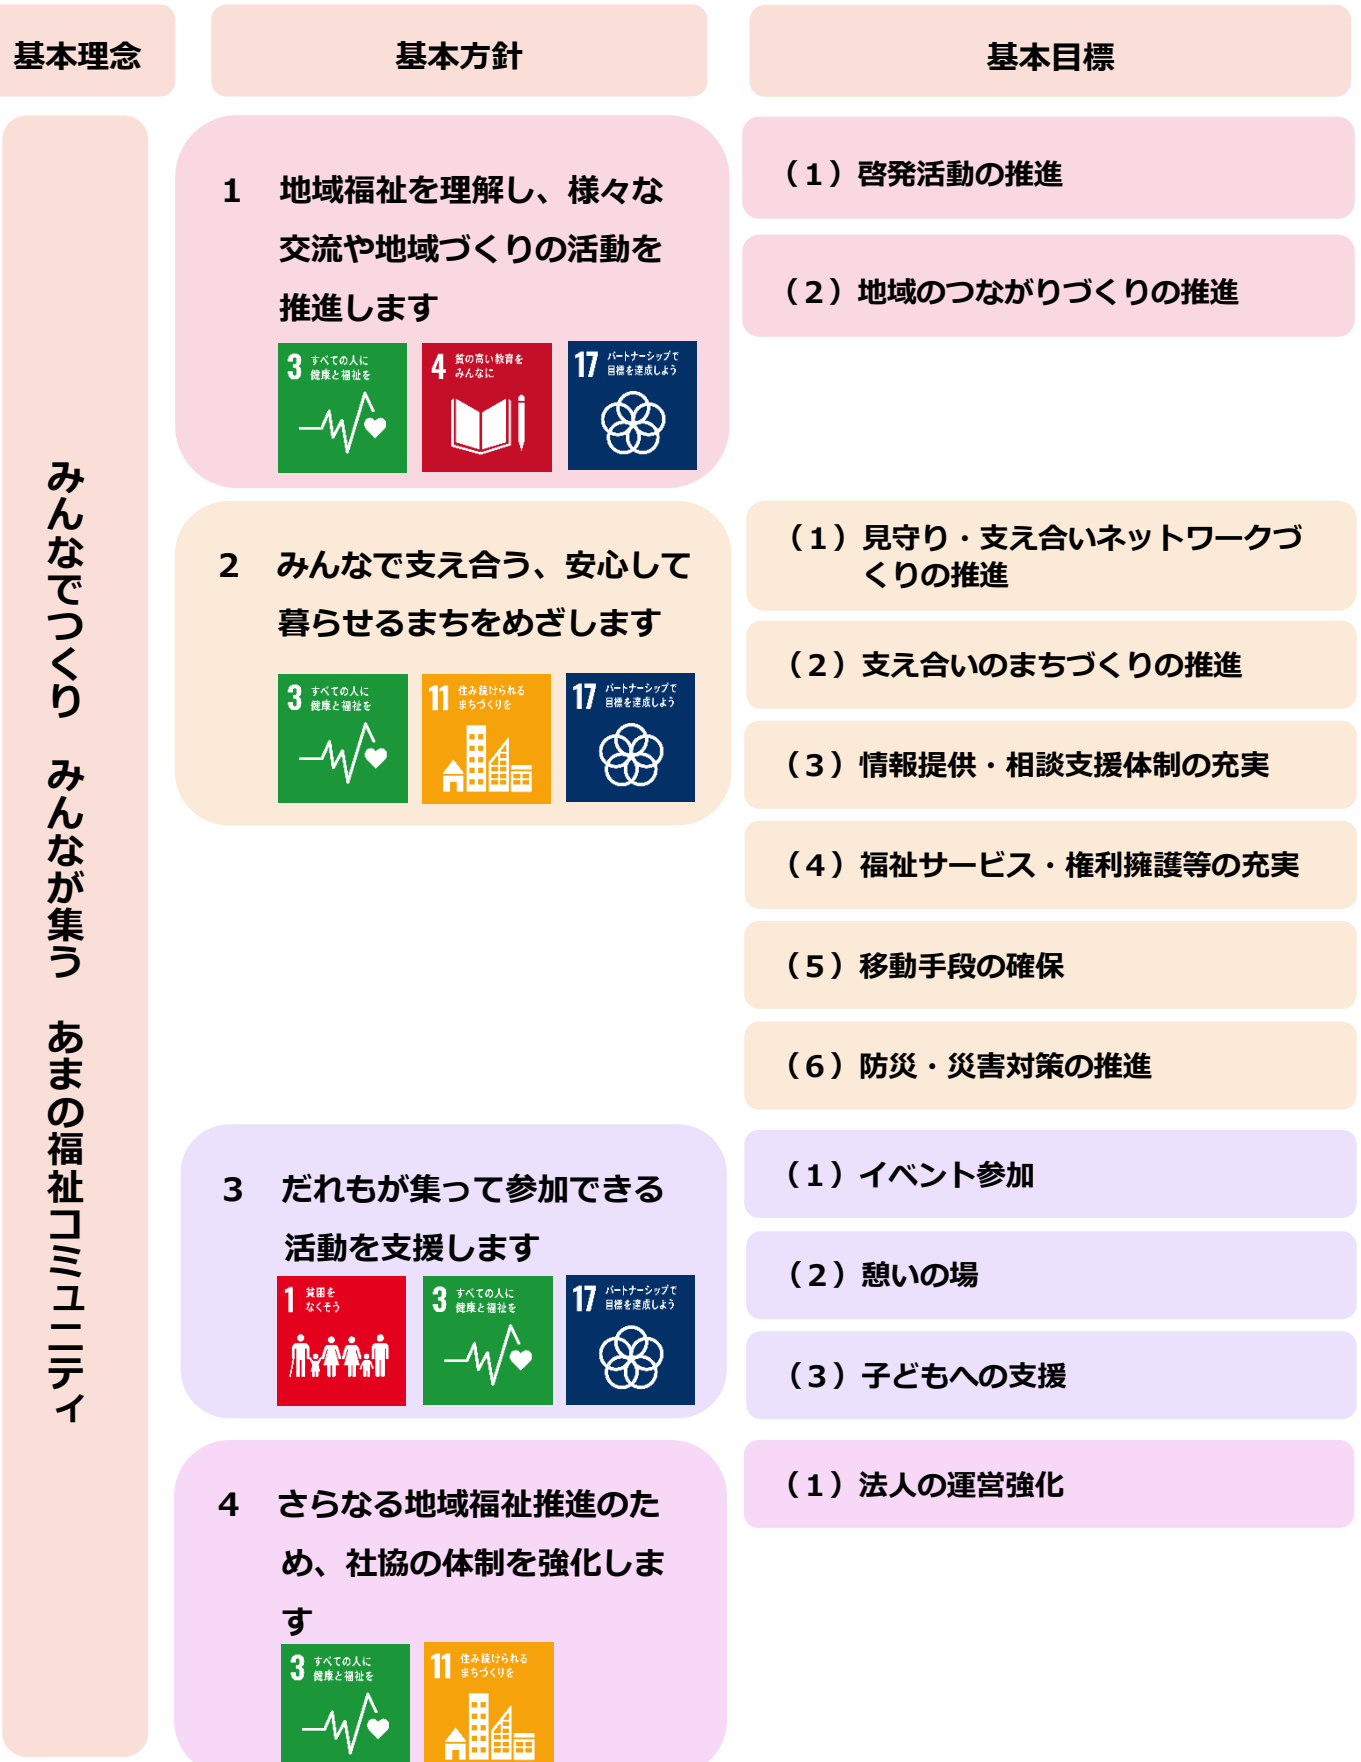 基本理念
基本方針
基本目標
みんなでつくり　みんなが集う　あまの福祉コミュニティ
1　地域福祉を理解し、様々な
交流や地域づくりの活動を
推進します
3 すべての人に
健康と福祉を
4 質の高い教育を
みんなに
17 パートナーシップで
目標を達成しよう
（1）啓発活動の推進
（2）地域のつながりづくりの推進
2　みんなで支え合う、安心して
暮らせるまちをめざします
3 すべての人に
健康と福祉を
11 住み続けられる
まちづくりを
17 パートナーシップで
目標を達成しよう
（1）見守り・支え合いネットワークづ
くりの推進
（2）支え合いのまちづくりの推進
（3）情報提供・相談支援体制の充実
（4）福祉サービス・権利擁護等の充実
（5）移動手段の確保
（6）防災・災害対策の推進
3　だれもが集って参加できる
活動を支援します
1 貧困を
なくそう
3 すべての人に
健康と福祉を
17 パートナーシップで
目標を達成しよう
（1）イベント参加
（2）憩いの場
（3）子どもへの支援
4　さらなる地域福祉推進のた
め、社協の体制を強化しま
す
3 すべての人に
健康と福祉を
11 住み続けられる
まちづくりを
（1）法人の運営強化